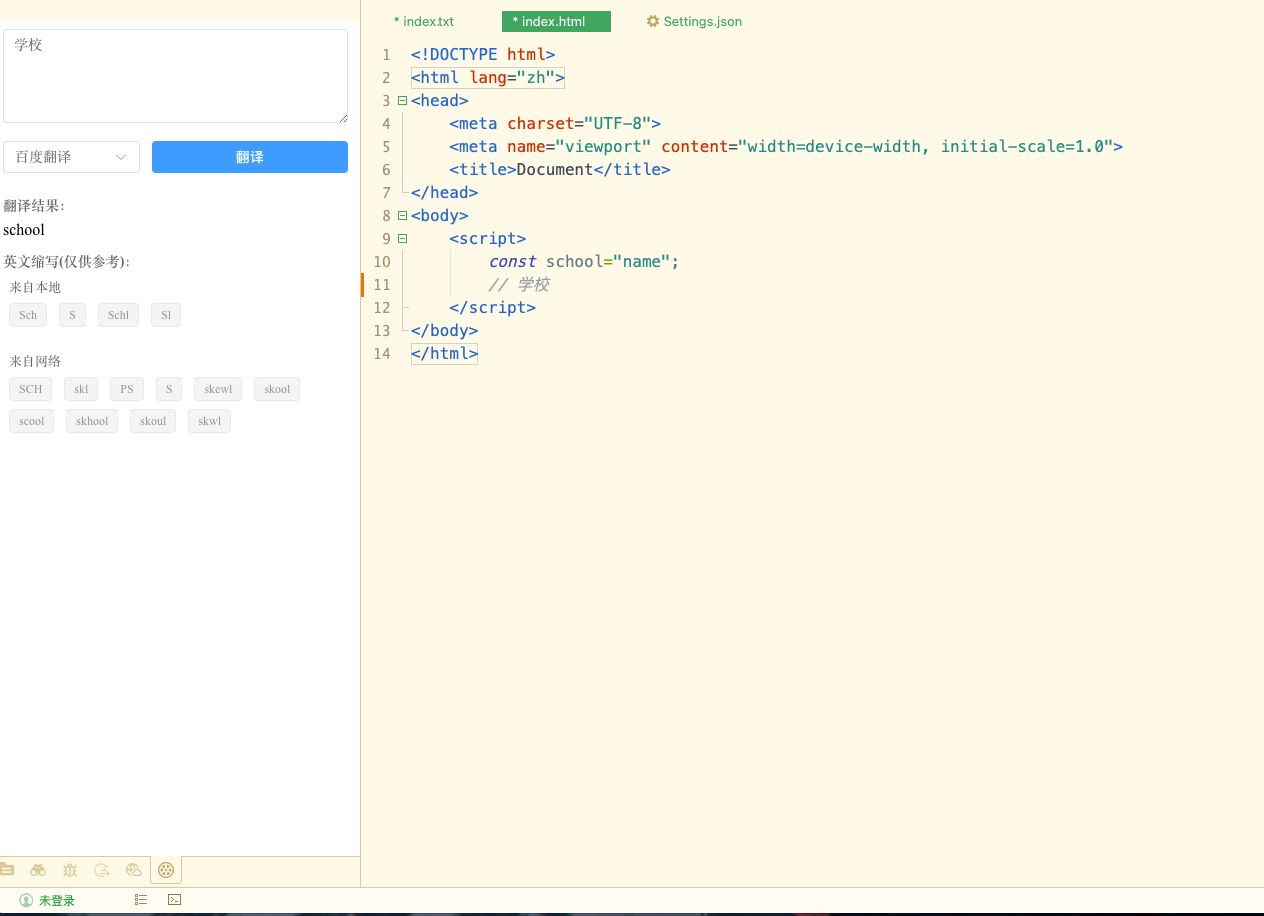 学校
百度翻译
翻译
翻译结果：
school
英文缩写(仅供参考)：
来自本地
Sch S Schl Sl
来自网络
SCH skl PS S skewl skool
scool skhool skoul skwl
未登录
* index.txt * index.html Settings.json
1 <!DOCTYPE html>
2 <html lang="zh">
3 <head>
4 <meta charset="UTF-8">
5 <meta name="viewport" content="width=device-width, initial-scale=1.0">
6 <title>Document</title>
7 </head>
8 <body>
9 <script>
10 const school="name";
11 // 学校
12 </script>
13 </body>
14 </html>